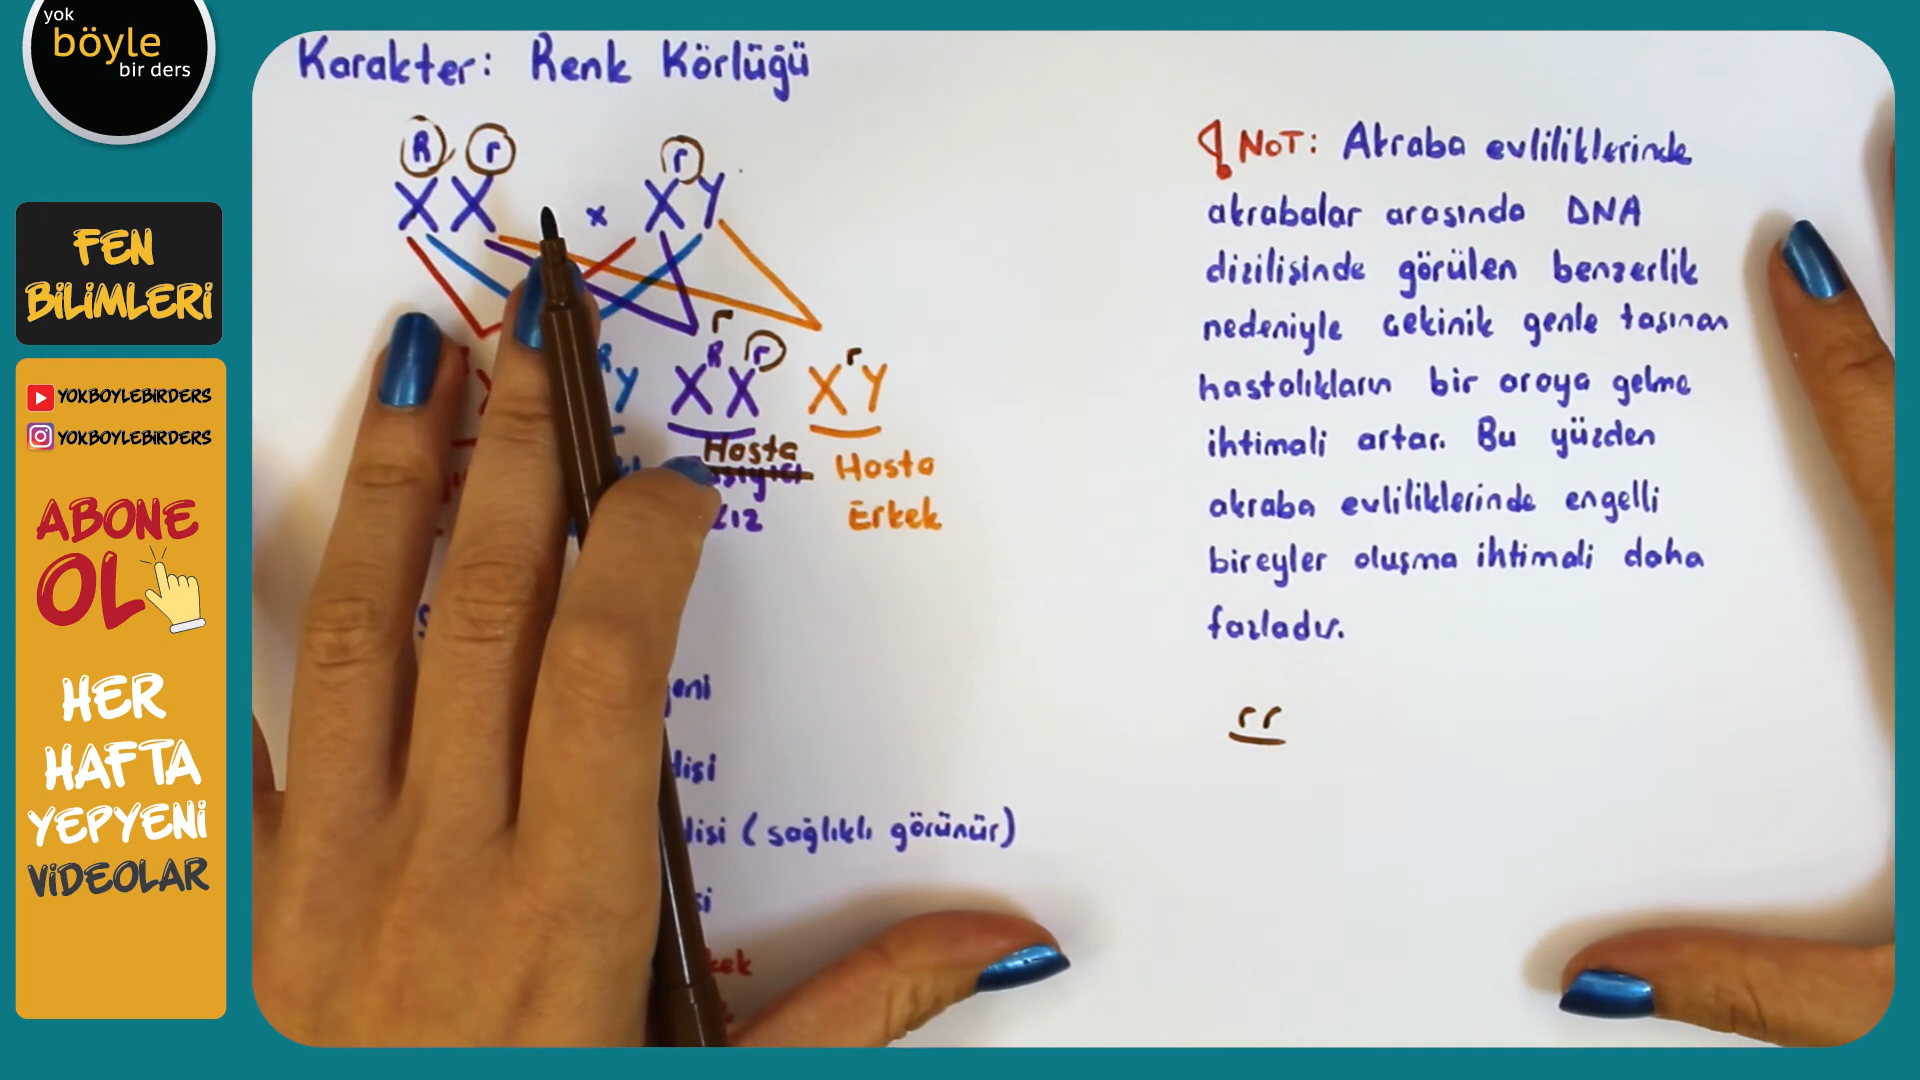 yok
böyle
bir ders
FEN
BİLİMLERİ
YOKBOYLEBIRDERS
YOKBOYLEBIRDERS
ABONE
OL
HER
HAFTA
YEPYENİ
VİDEOLAR
Karakter: Renk Körlüğü
R r r
X X x X Y
r
R Y R r r
X X X Y
Hasta Hasta
Erkek
(sağlıklı görünür)
NOT: Akraba evliliklerinde
akrabalar arasında DNA
dizilişinde görülen benzerlik
nedeniyle çekinik genle taşınan
hastalıkların bir araya gelme
ihtimali artar. Bu yüzden
akraba evliliklerinde engelli
bireyler oluşma ihtimali daha
fazladır.
rr